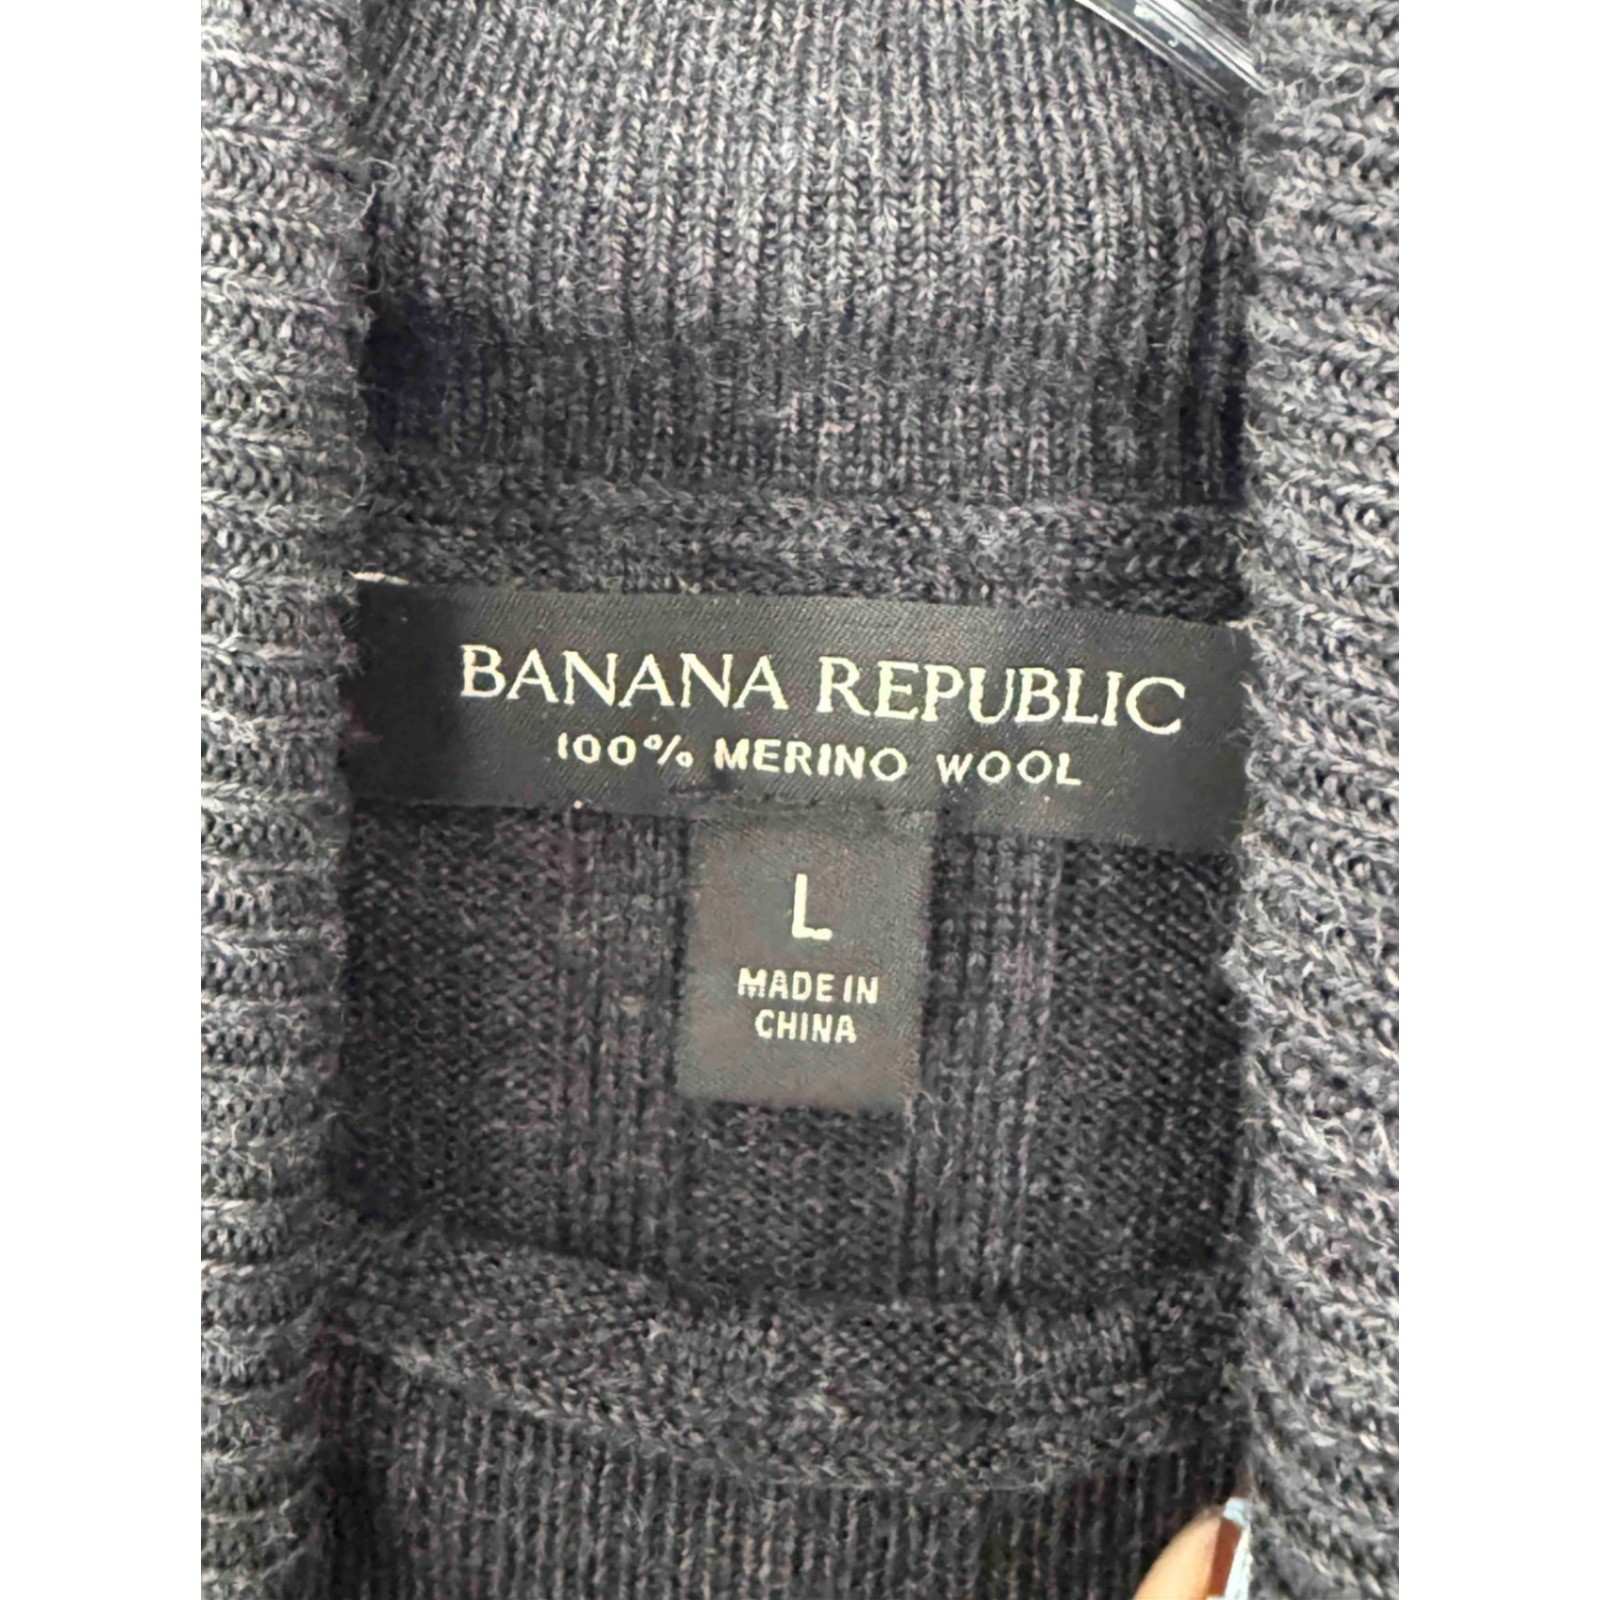 BANANA REPUBLIC
100% MERINO WOOL
L
MADE IN
CHINA